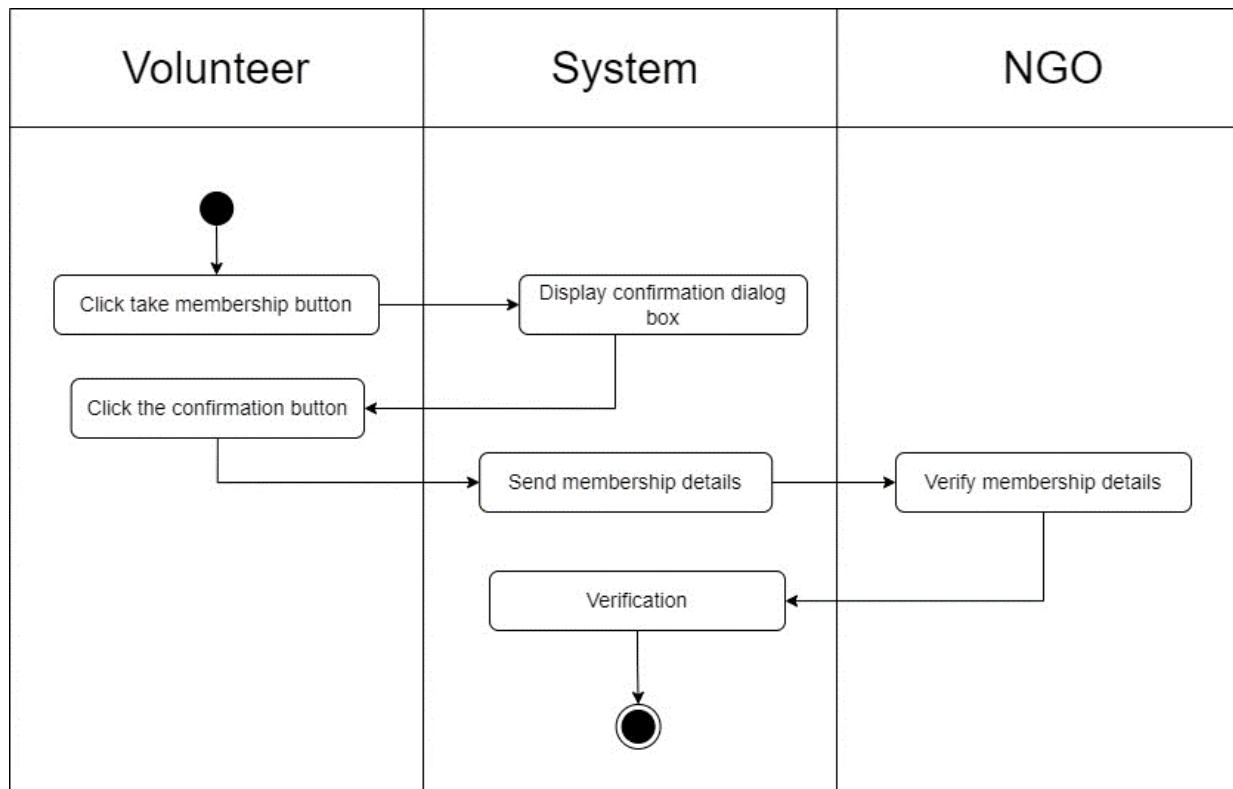 Volunteer
System
NGO
Click take membership button
Display confirmation dialog
box
Click the confirmation button
Send membership details
Verify membership details
Verification